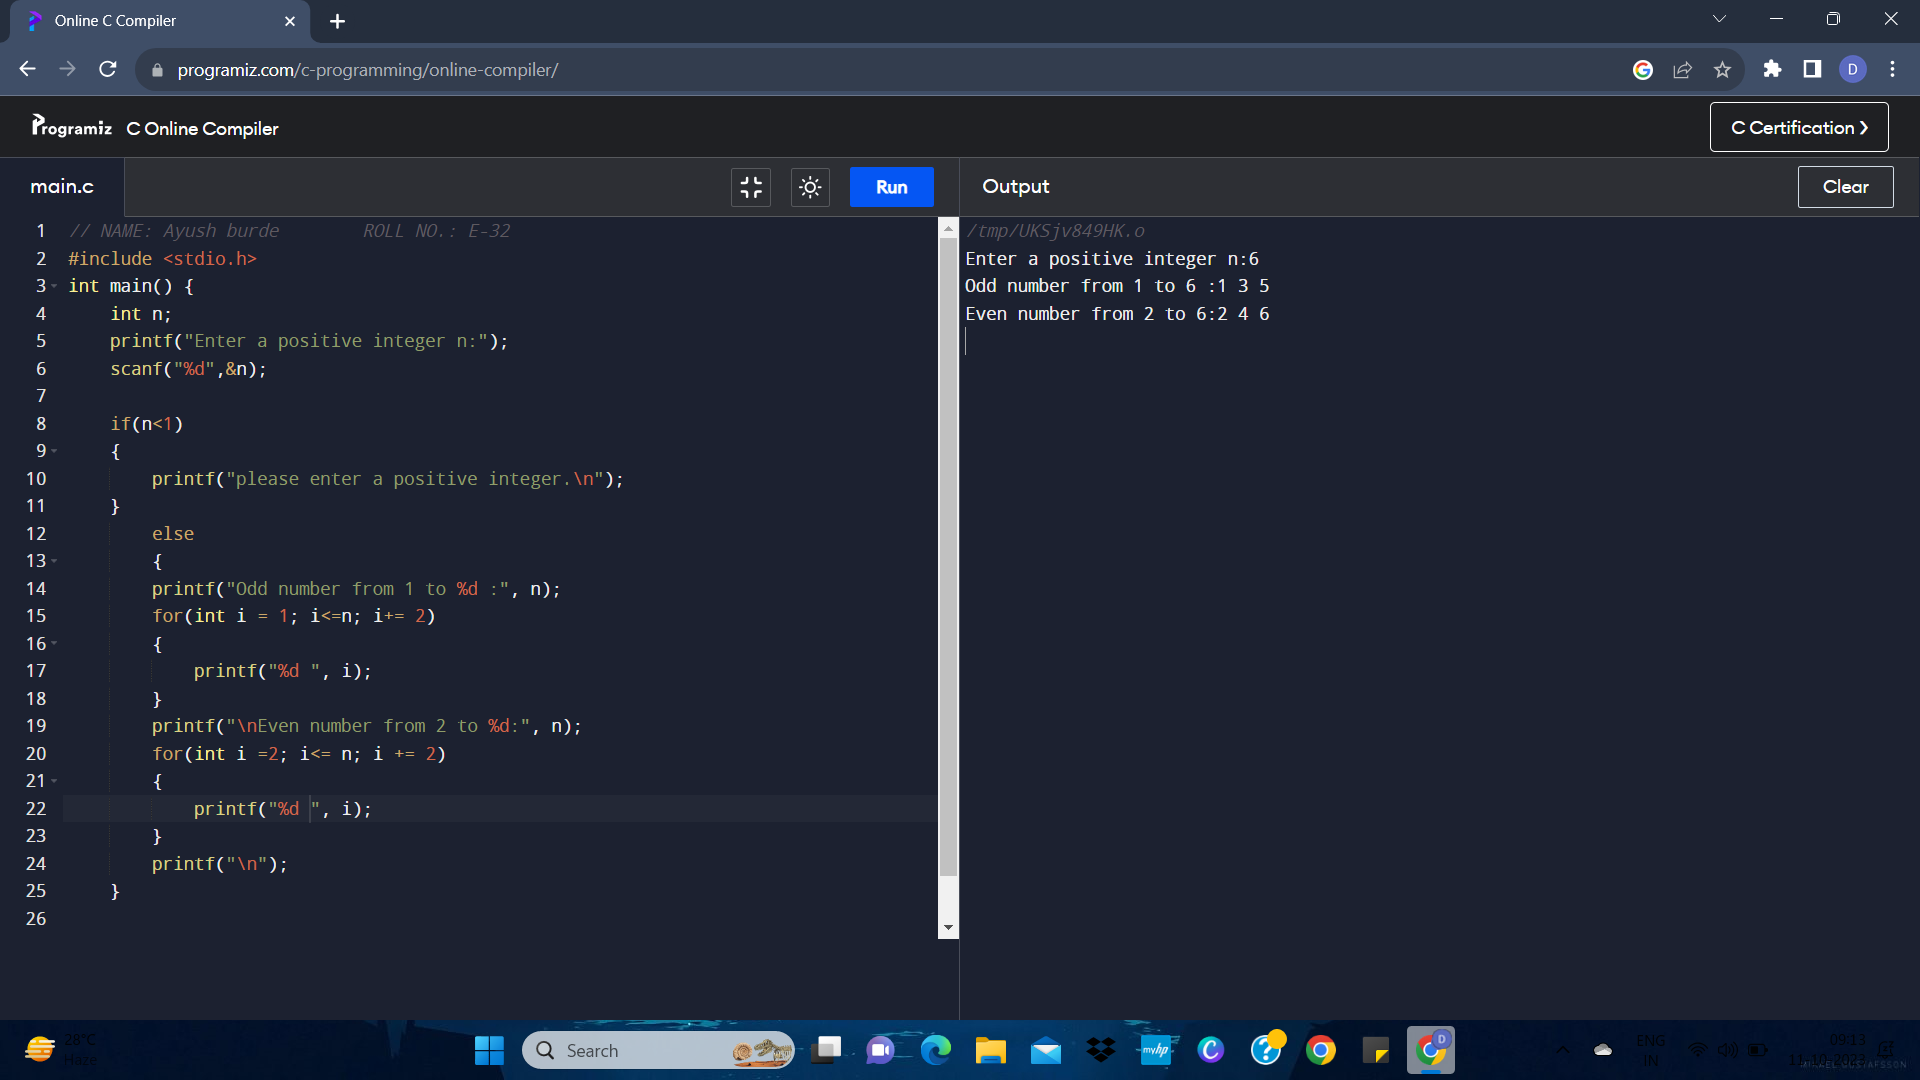 Online C Compiler
programiz.com/c-programming/online-compiler/
D
Programiz C Online Compiler
C Certification
main.c
Run
Output
Clear
1 // NAME: Ayush burde        ROLL NO.: E-32
2 #include <stdio.h>
3 int main() {
4     int n;
5     printf("Enter a positive integer n:");
6     scanf("%d",&n);
7
8     if(n<1)
9     {
10         printf("please enter a positive integer.\n");
11     }
12         else
13         {
14         printf("Odd number from 1 to %d :", n);
15         for(int i = 1; i<=n; i+= 2)
16         {
17             printf("%d ", i);
18         }
19         printf("\nEven number from 2 to %d:", n);
20         for(int i =2; i<= n; i += 2)
21         {
22             printf("%d ", i);
23         }
24         printf("\n");
25     }
26
/tmp/UKSjv849HK.o
Enter a positive integer n:6
Odd number from 1 to 6 :1 3 5
Even number from 2 to 6:2 4 6
28°C
Haze
Search
myhp
D
ENG
IN
09:13
MIKAEL GUSTAFSSON